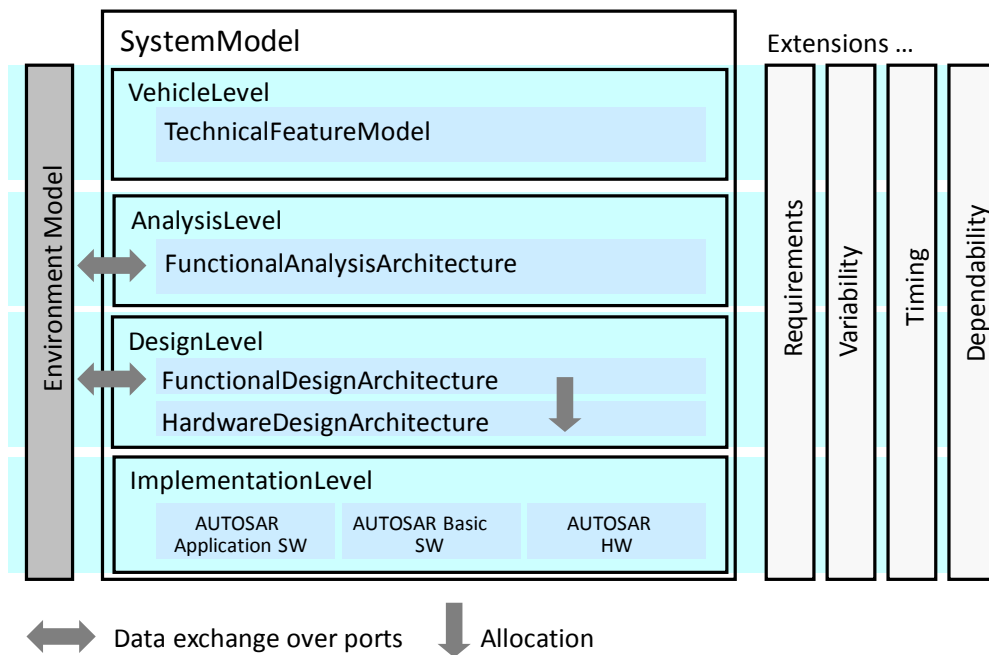 SystemModel
Extensions ...
VehicleLevel
TechnicalFeatureModel
AnalysisLevel
FunctionalAnalysisArchitecture
DesignLevel
FunctionalDesignArchitecture
HardwareDesignArchitecture
ImplementationLevel
AUTOSAR
Application SW
AUTOSAR Basic
SW
AUTOSAR
HW
Environment Model
Requirements
Variability
Timing
Dependability
Data exchange over ports
Allocation